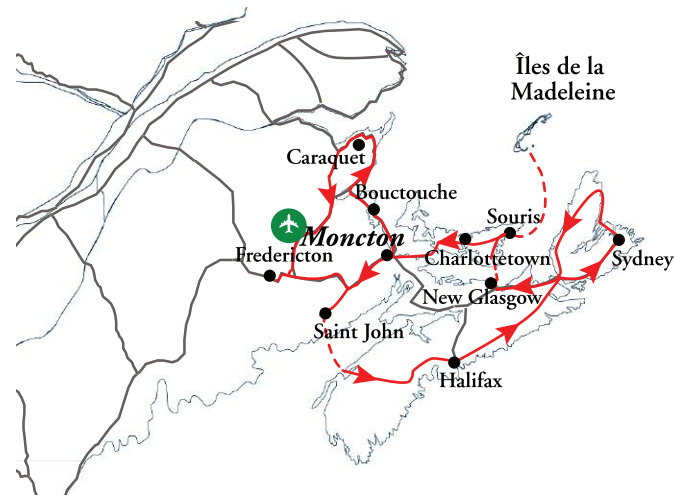 Îles de la
Madeleine
Caraquet
Bouctouche
Souris
Moncton
Fredericton
Charlottetown
Sydney
New Glasgow
Saint John
Halifax